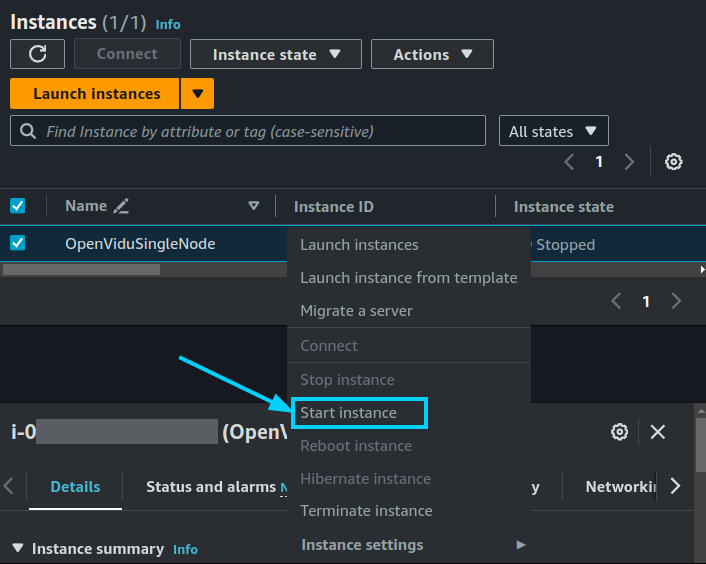 Instances (1/1) Info
Connect Instance state Actions
Launch instances
Find Instance by attribute or tag (case-sensitive) All states
1
Name Instance ID Instance state
OpenViduSingleNode Stopped
Launch instances
Launch instance from template
Migrate a server
1
Connect
Stop instance
Start instance
i-0 (OpenV
Reboot instance
Hibernate instance
Details Status and alarms N y Networkin
Terminate instance
Instance settings
Instance summary Info